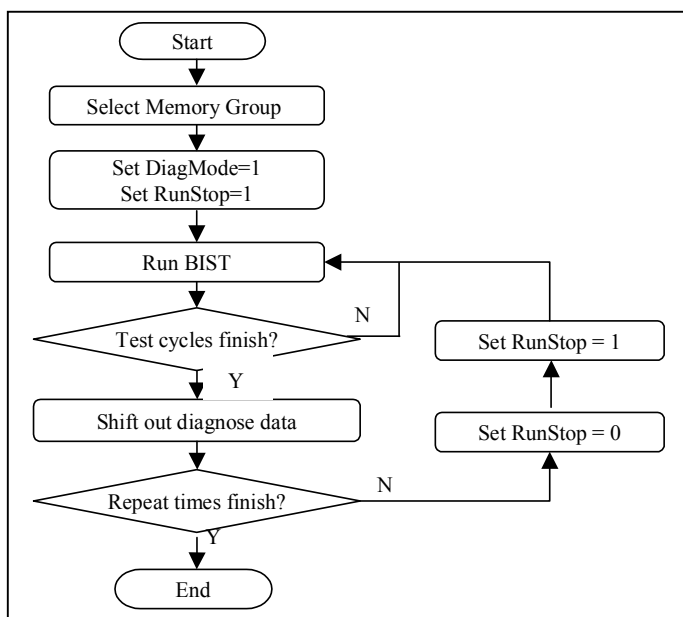 Start
Select Memory Group
Set DiagMode=1
Set RunStop=1
Run BIST
Test cycles finish?
N
Y
Set RunStop = 1
Shift out diagnose data
Set RunStop = 0
Repeat times finish?
N
Y
End